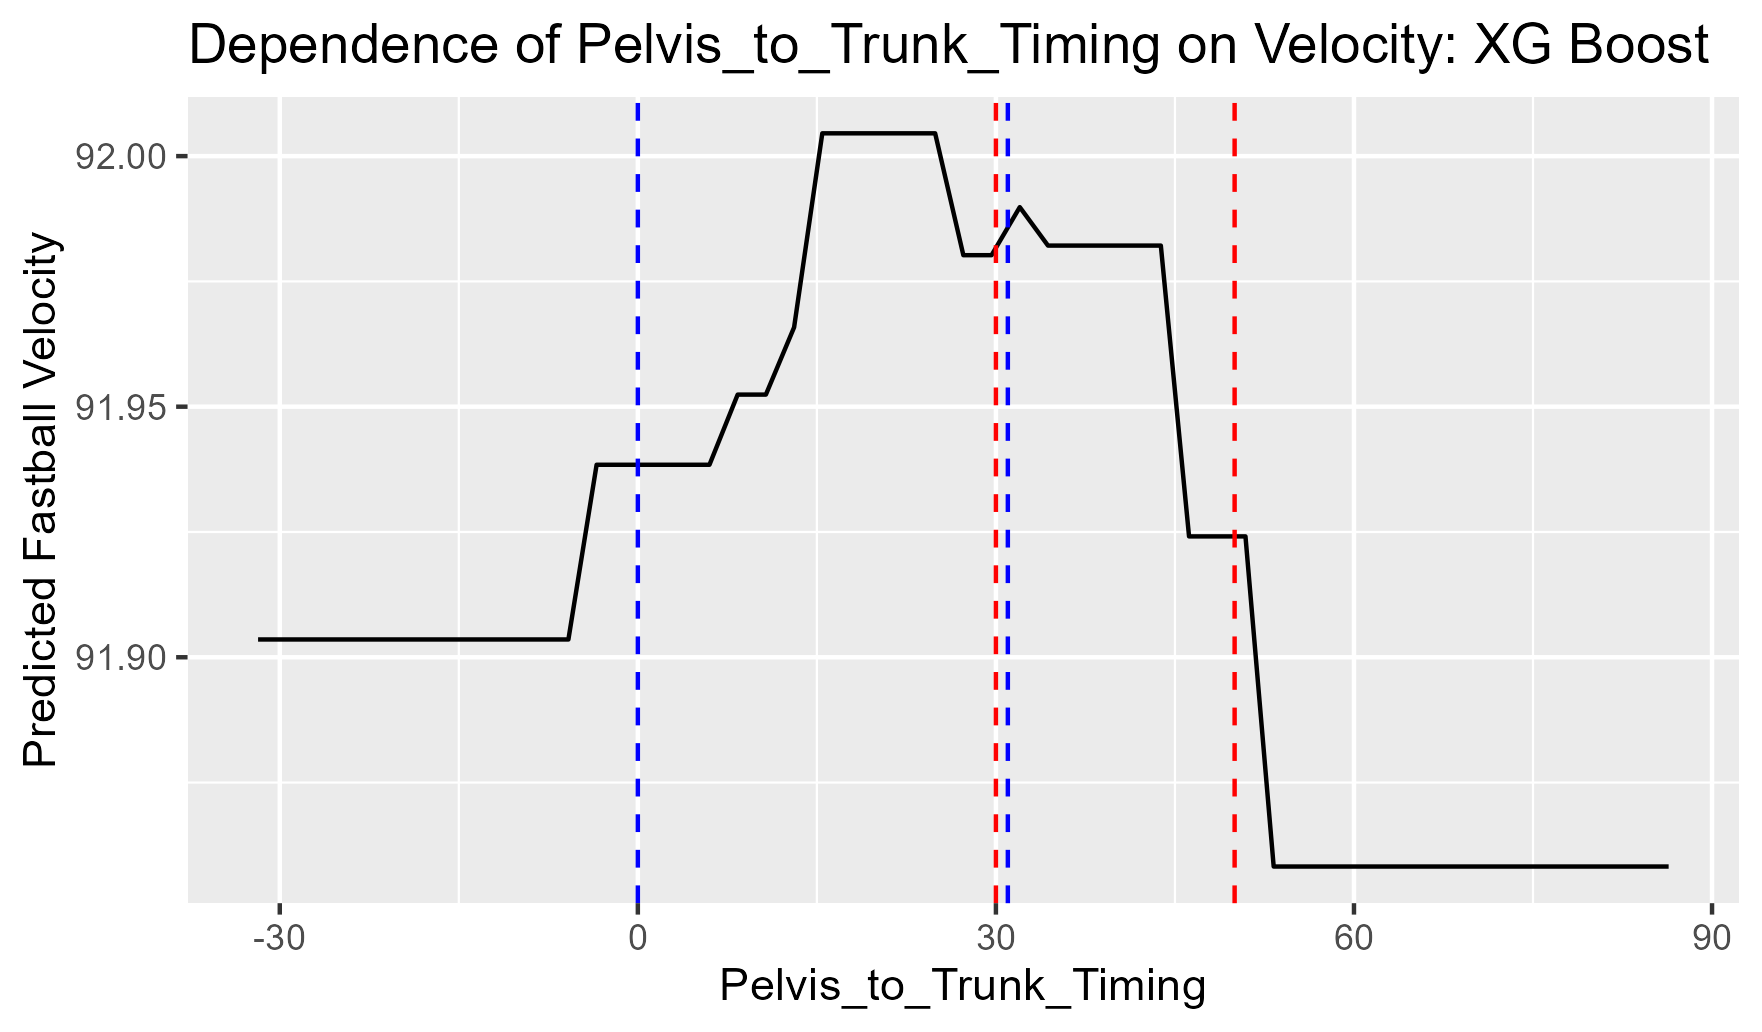 Dependence of Pelvis_to_Trunk_Timing on Velocity: XG Boost
Predicted Fastball Velocity
92.00
91.95
91.90
-30 0 30 60 90
Pelvis_to_Trunk_Timing